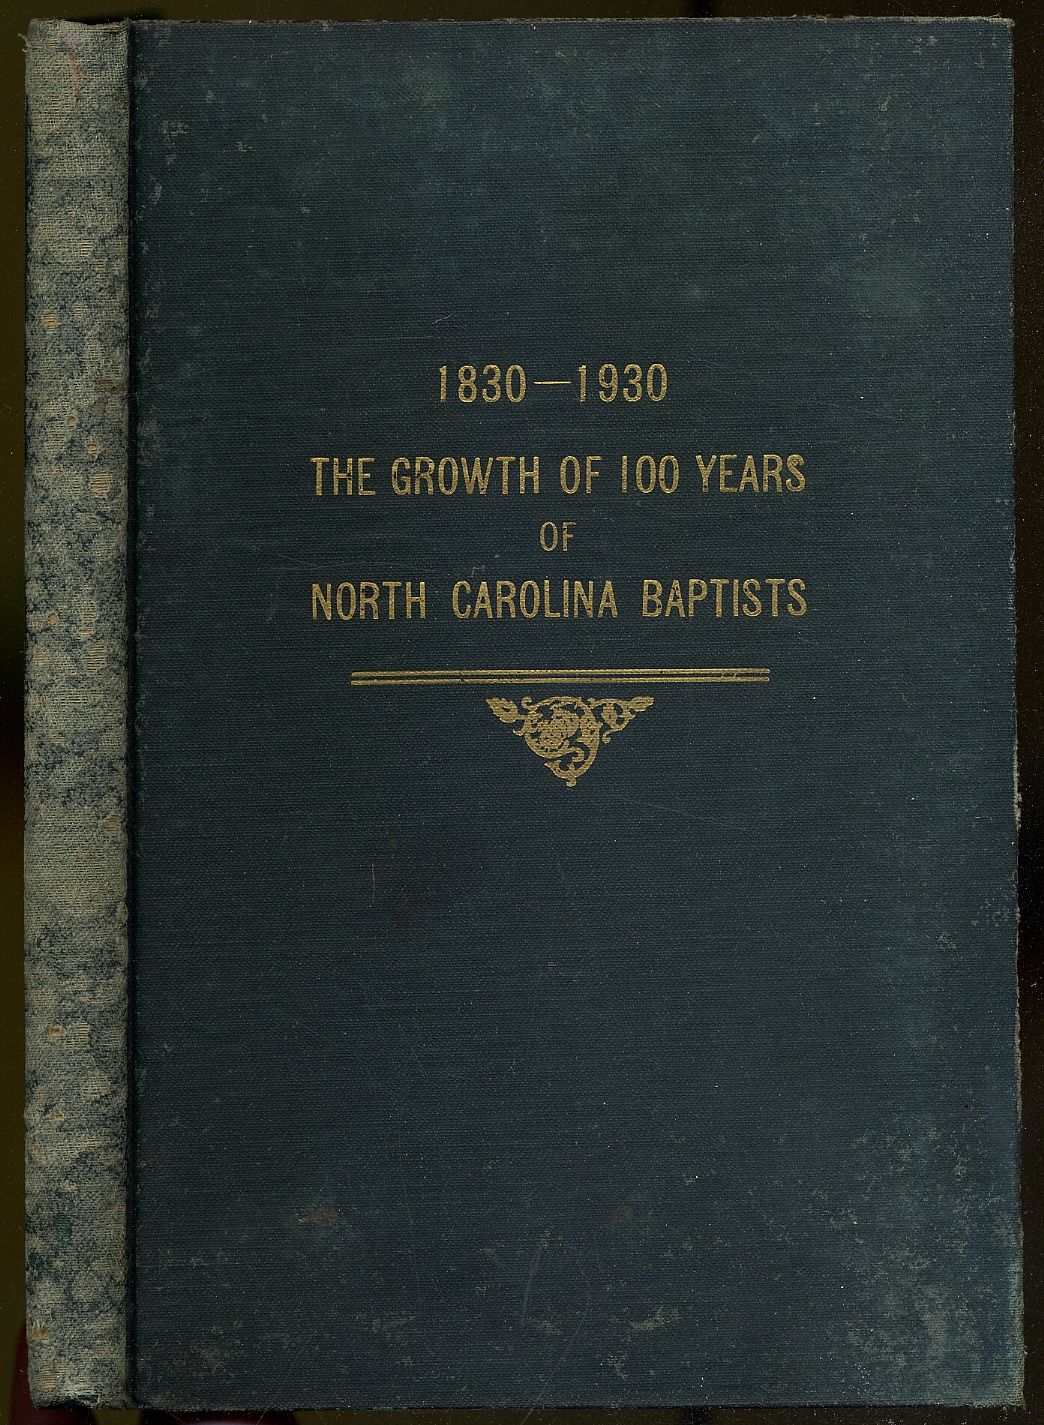 1830—1930
THE GROWTH OF 100 YEARS
OF
NORTH CAROLINA BAPTISTS